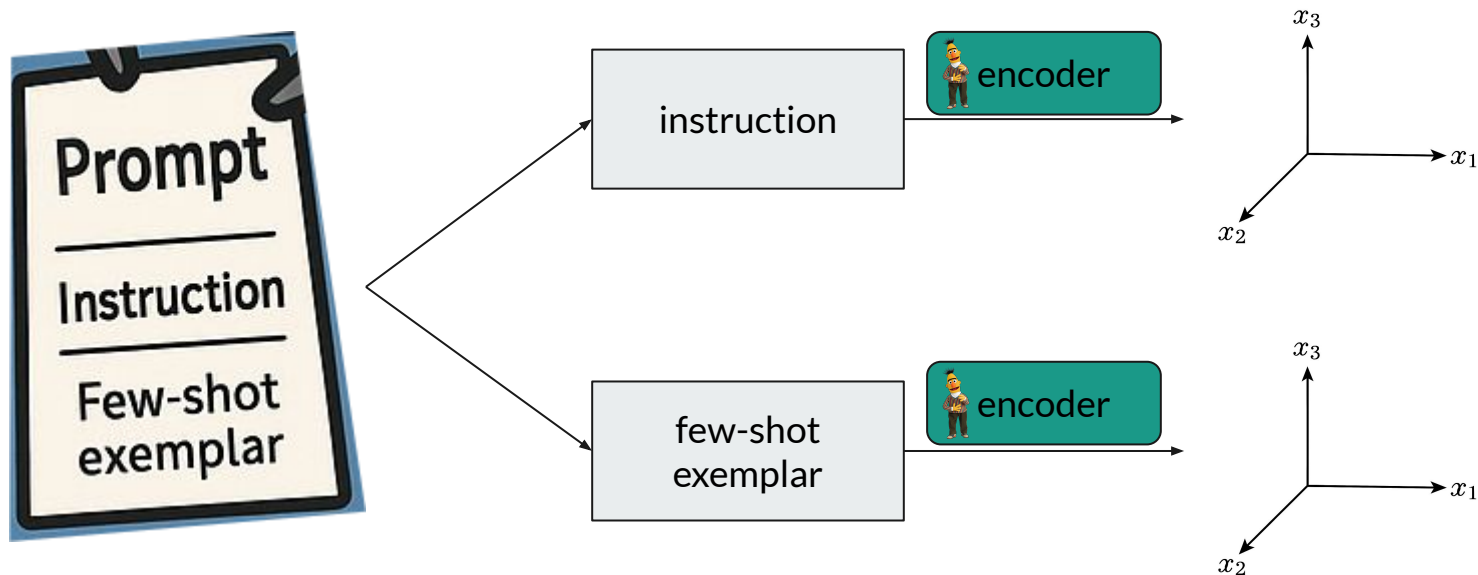 Prompt
Instruction
Few-shot
exemplar
instruction
encoder
x₃
x₁
x₂
few-shot
exemplar
encoder
x₃
x₁
x₂